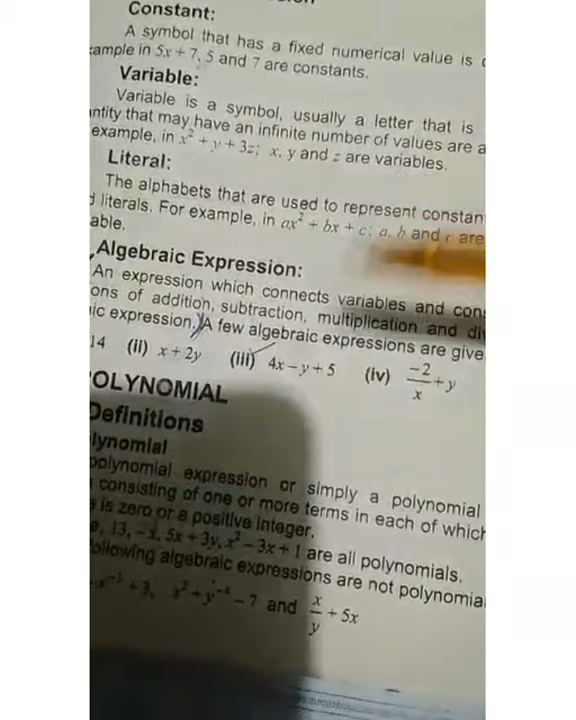 Constant:
A symbol that has a fixed numerical value is
ample in 5x + 7, 5 and 7 are constants.
Variable:
Variable is a symbol, usually a letter that is
ntity that may have an infinite number of values are a
example, in x² + y + 3z; x, y and z are variables.
Literal:
The alphabets that are used to represent constan
d literals. For example, in ax² + bx + c; a, b and c are
able.
Algebraic Expression:
An expression which connects variables and cons
ons of addition, subtraction, multiplication and div
ic expression. A few algebraic expressions are give
14 (ii) x + 2y (iii) 4x – y + 5 (iv) –2/x + y
OLYNOMIAL
Definitions
lynomial
polynomial expression or simply a polynomial
consisting of one or more terms in each of which
is zero or a positive integer.
13, –x, 5x + 3y, x² – 3x + 1 are all polynomials.
ollowing algebraic expressions are not polynomia
+ 3, – 7 and x/y + 5x